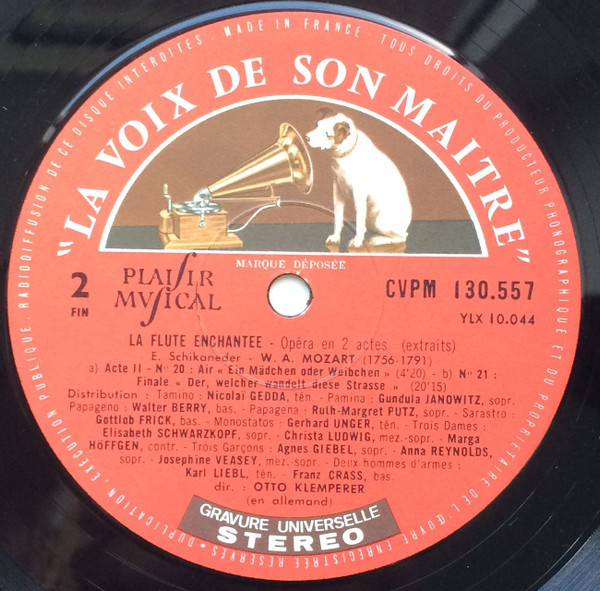 MADE IN FRANCE · TOUS DROITS DU PRODUCTEUR PHONOGRAPHIQUE ET DU PROPRIÉTAIRE DE L'ŒUVRE ENREGISTRÉE RÉSERVÉS • DUPLICATION, EXÉCUTION PUBLIQUE, RADIODIFFUSION DE CE DISQUE INTERDITES ·
"LA VOIX DE SON MAITRE"
MARQUE DÉPOSÉE
2
FIN
PLAISIR
MVSICAL
CVPM 130.557
YLX 10.044
LA FLUTE ENCHANTEE - Opéra en 2 actes (extraits)
E. Schikaneder - W. A. MOZART (1756-1791)
a) Acte II - N° 20 : Air « Ein Mädchen oder Weibchen » (4'20) - b) N° 21 :
Finale « Der, welcher wandelt diese Strasse » (20'15)
Distribution : Tamino : Nicolaï GEDDA, tén. - Pamina : Gundula JANOWITZ, sopr. -
Papageno : Walter BERRY, bas. - Papagena : Ruth-Margret PUTZ, sopr. - Sarastro :
Gottlob FRICK, bas. - Monostatos : Gerhard UNGER, tén. - Trois Dames :
Elisabeth SCHWARZKOPF, sopr. - Christa LUDWIG, mez.-sopr. - Marga
HÖFFGEN, contr. - Trois Garçons : Agnes GIEBEL, sopr. - Anna REYNOLDS,
sopr. - Josephine VEASEY, mez.-sopr. - Deux hommes d'armes :
Karl LIEBL, tén. - Franz CRASS, bas.
dir. : OTTO KLEMPERER
(en allemand)
GRAVURE UNIVERSELLE
STEREO